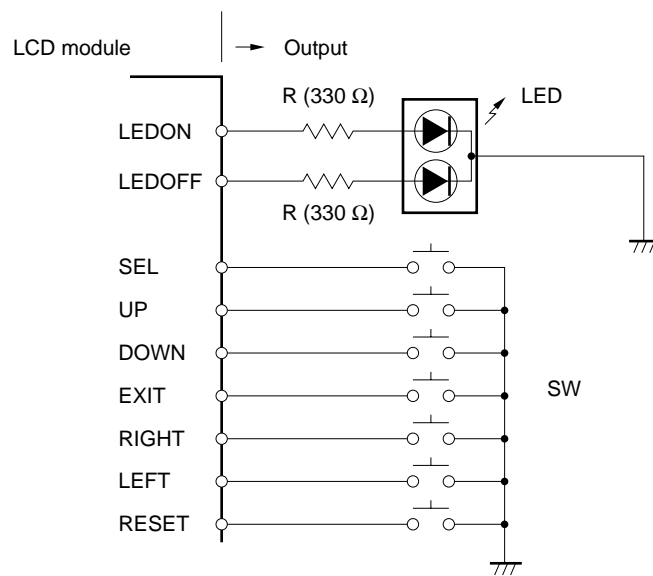 LCD module
Output
R (330 Ω)
LED
LEDON
LEDOFF
R (330 Ω)
SEL
UP
DOWN
EXIT
SW
RIGHT
LEFT
RESET